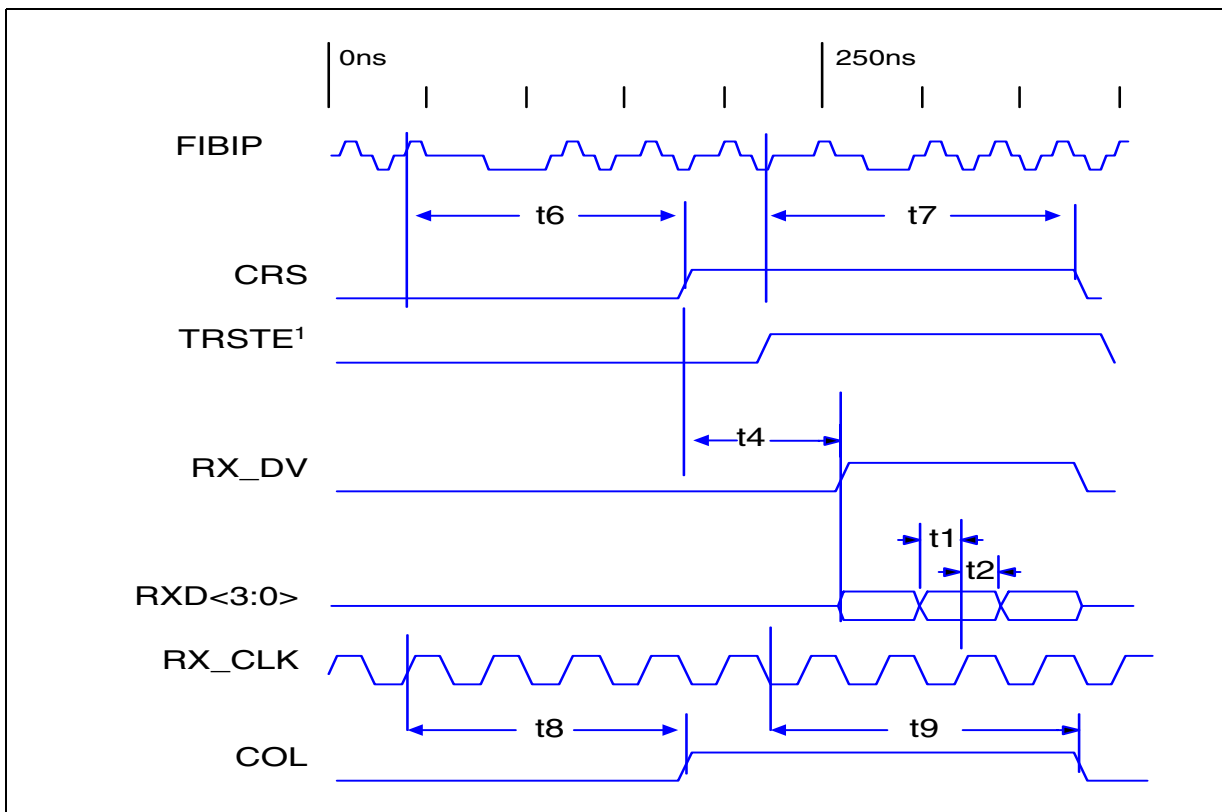 0ns 250ns
FIBIP
t6 t7
CRS
TRSTE¹
t4
RX_DV
t1
t2
RXD<3:0>
RX_CLK
t8 t9
COL